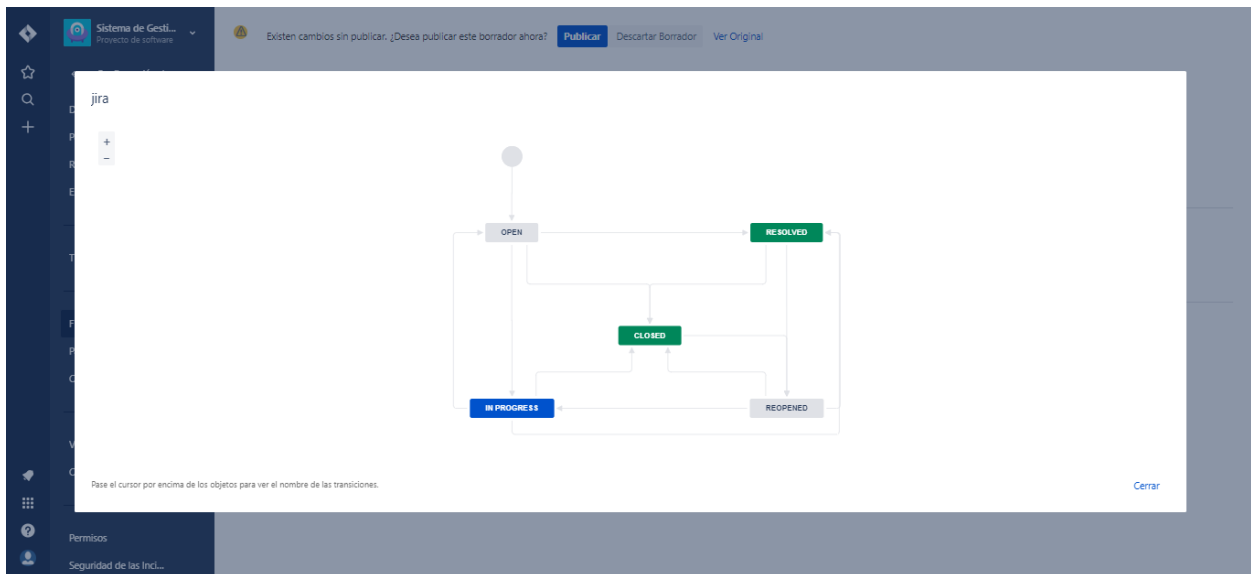 Sistema de Gesti...
Proyecto de software
Existen cambios sin publicar. ¿Desea publicar este borrador ahora? Publicar Descartar Borrador Ver Original
jira
+
−
OPEN
RESOLVED
CLOSED
IN PROGRESS
REOPENED
Pase el cursor por encima de los objetos para ver el nombre de las transiciones.
Cerrar
Permisos
Seguridad de las Inci...